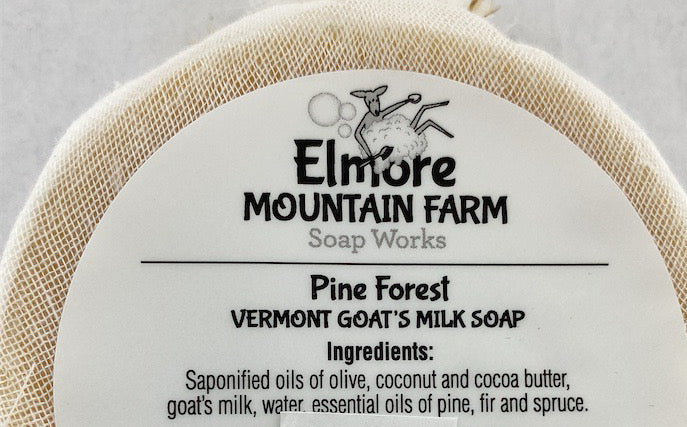 Elmore
MOUNTAIN FARM
Soap Works
Pine Forest
VERMONT GOAT'S MILK SOAP
Ingredients:
Saponified oils of olive, coconut and cocoa butter,
goat's milk, water, essential oils of pine, fir and spruce.